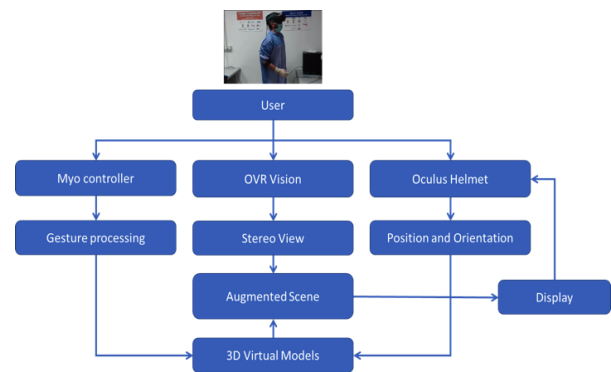 User
Myo controller
OVR Vision
Oculus Helmet
Gesture processing
Stereo View
Position and Orientation
Augmented Scene
Display
3D Virtual Models